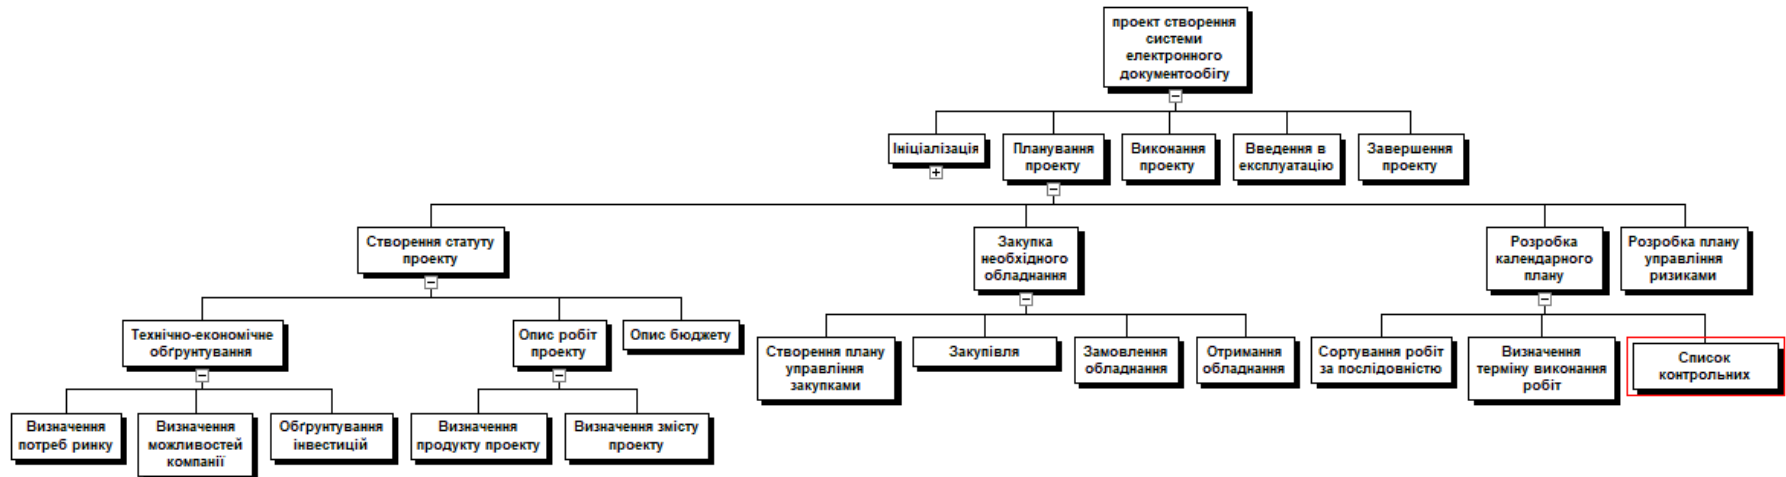 проект створення
системи
електронного
документообігу
Ініціалізація
Планування
проекту
Виконання
проекту
Введення в
експлуатацію
Завершення
проекту
Створення статуту
проекту
Закупка
необхідного
обладнання
Розробка
календарного
плану
Розробка плану
управління
ризиками
Технічно-економічне
обґрунтування
Опис робіт
проекту
Опис бюджету
Створення плану
управління
закупками
Закупівля
Замовлення
обладнання
Отримання
обладнання
Сортування робіт
за послідовністю
Визначення
терміну виконання
робіт
Список
контрольних
Визначення
потреб ринку
Визначення
можливостей
компанії
Обґрунтування
інвестицій
Визначення
продукту проекту
Визначення змісту
проекту